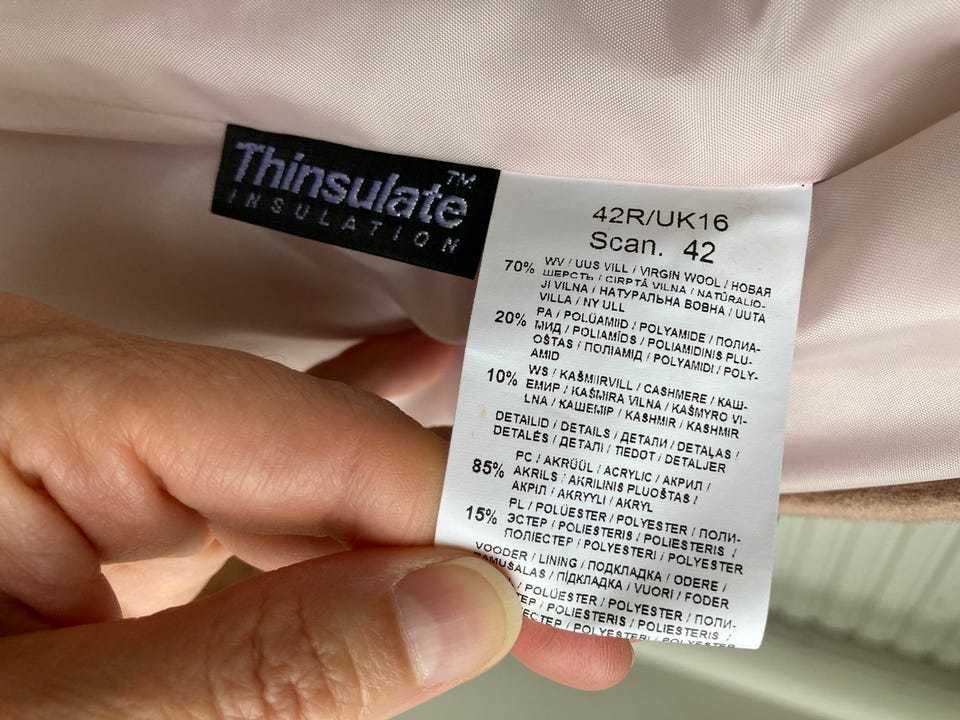 Thinsulate™
INSULATION
42R/UK16
Scan. 42
70% WV / UUS VILL / VIRGIN WOOL / НОВАЯ
ШЕРСТЬ / CIRPTĀ VILNA / NATŪRALIO-
JI VILNA / НАТУРАЛЬНА ВОВНА / UUTA
VILLA / NY ULL
20% PA / POLÜAMIID / POLYAMIDE / ПОЛИА-
МИД / POLIAMĪDS / POLIAMIDINIS PLU-
OŠTAS / ПОЛІАМІД / POLYAMIDI / POLY-
AMID
10% WS / KAŠMIIRVILL / CASHMERE / КАШ-
ЕМИР / KAŠMIRA VILNA / KAŠMYRO VI-
LNA / КАШЕМІР / KASHMIR / KASHMIR
DETAILID / DETAILS / ДЕТАЛИ / DETAĻAS /
DETALĖS / ДЕТАЛІ / TIEDOT / DETALJER
85% PC / AKRÜÜL / ACRYLIC / АКРИЛ /
AKRILS / AKRILINIS PLUOŠTAS /
АКРІЛ / AKRYYLI / AKRYL
15% PL / POLÜESTER / POLYESTER / ПОЛИ-
ЭСТЕР / POLIESTERIS / POLIESTERIS /
ПОЛІЕСТЕР / POLYESTERI / POLYESTER
VOODER / LINING / ПОДКЛАДКА / ODERE /
PAMUŠALAS / ПІДКЛАДКА / VUORI / FODER
/ POLÜESTER / POLYESTER / ПОЛИ-
/ POLIESTERIS / POLIESTERIS /
/ POLYESTERI / POLYESTER